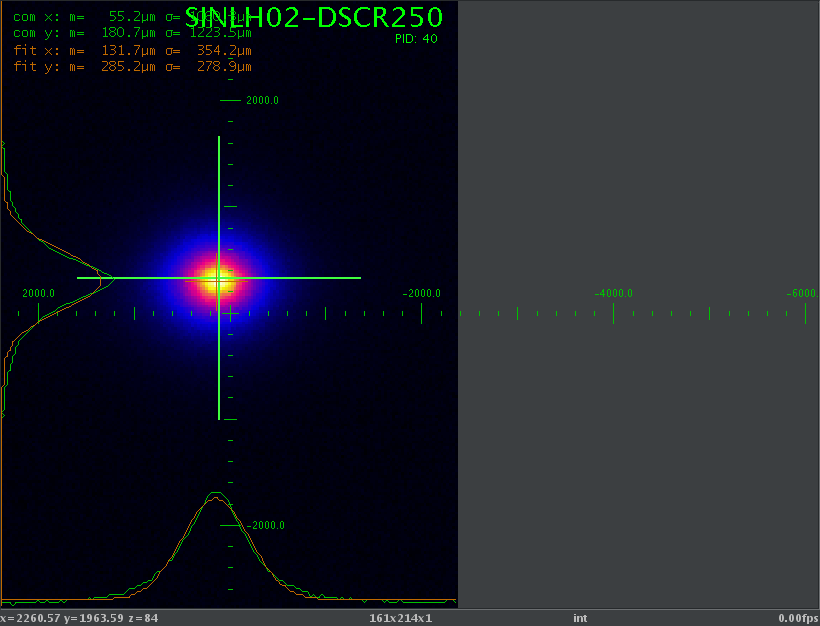 com x: m= 55.2µm σ=
SJNLH02-DSCR250
com y: m= 180.7µm σ= 1223.5µm
PID: 40
fit x: m= 131.7µm σ= 354.2µm
fit y: m= 285.2µm σ= 278.9µm
2000.0
2000.0
-2000.0
-4000.0
-6000.
-2000.0
x=2260.57 y=1963.59 z=84 161x214x1 int 0.00fps